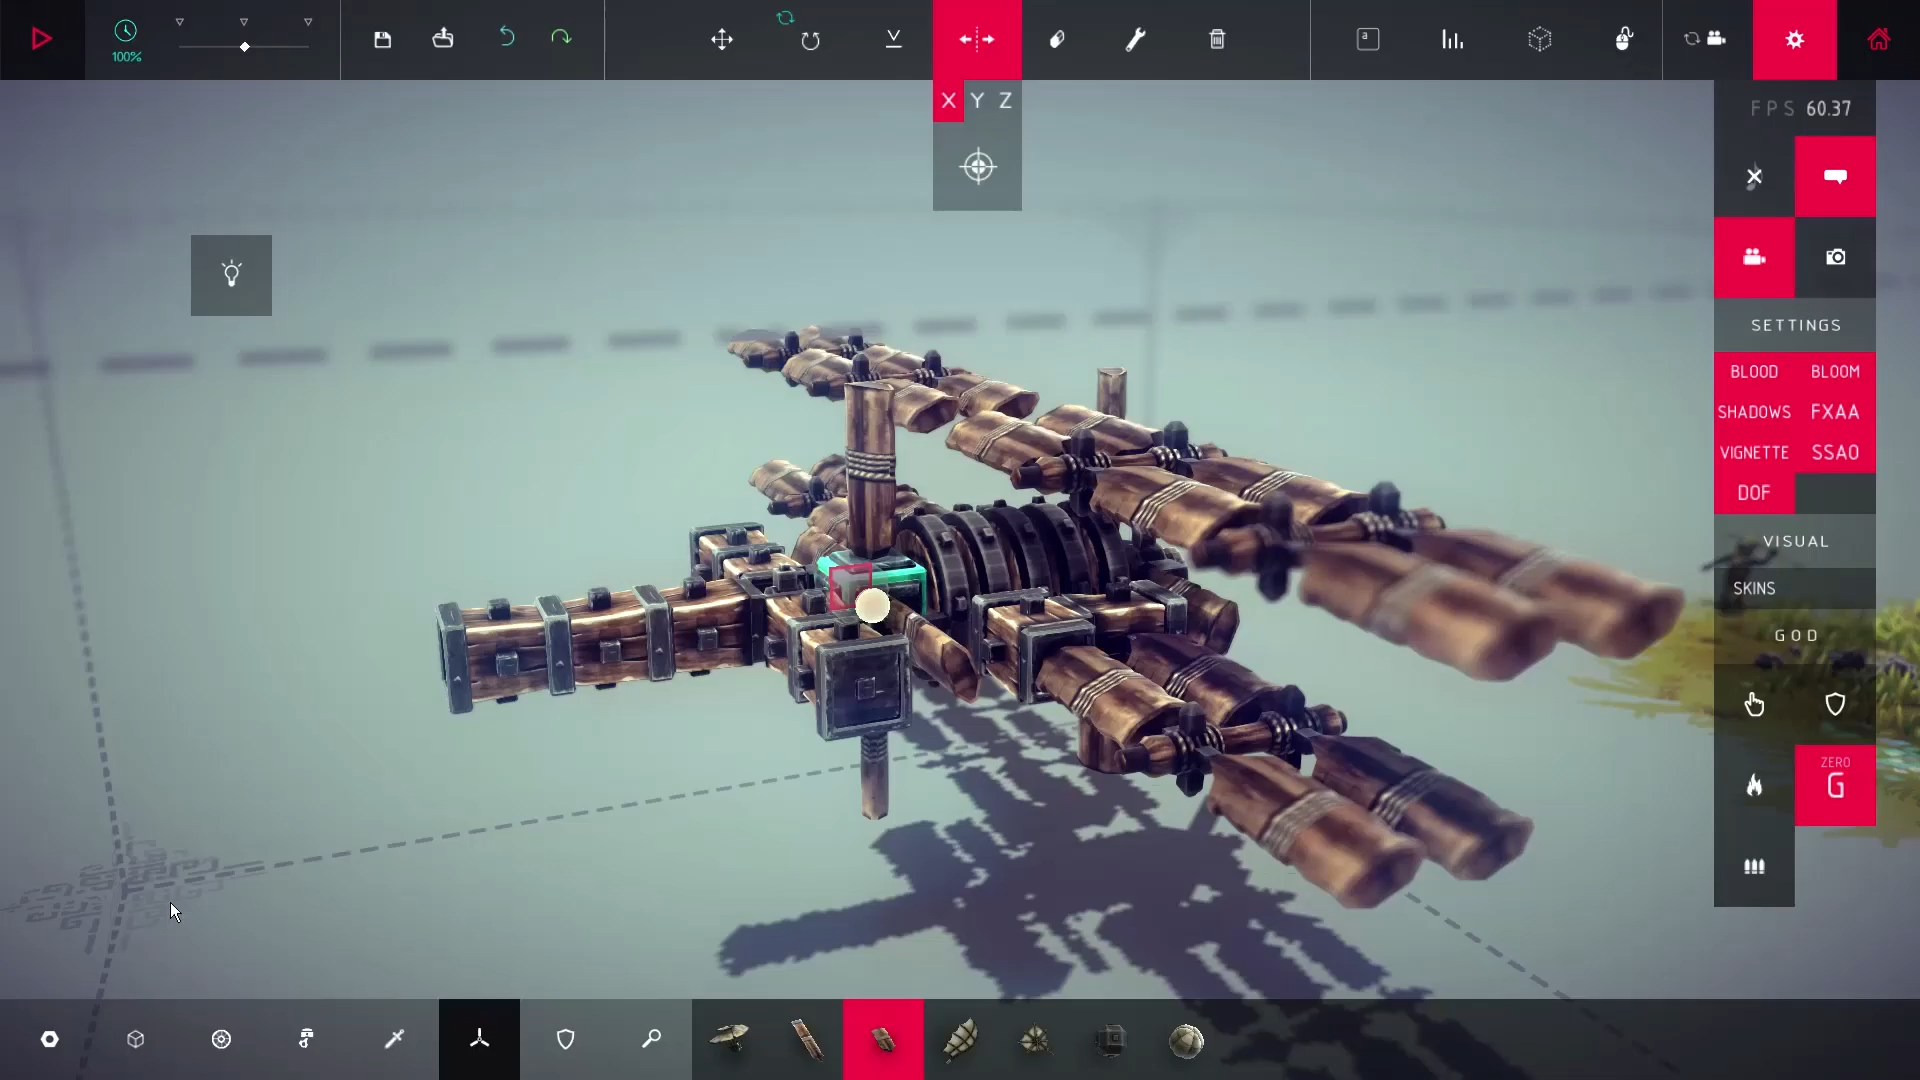 100%
a
X Y Z
FPS 60.37
SETTINGS
BLOOD BLOOM
SHADOWS FXAA
VIGNETTE SSAO
DOF
VISUAL
SKINS
GOD
ZERO
G